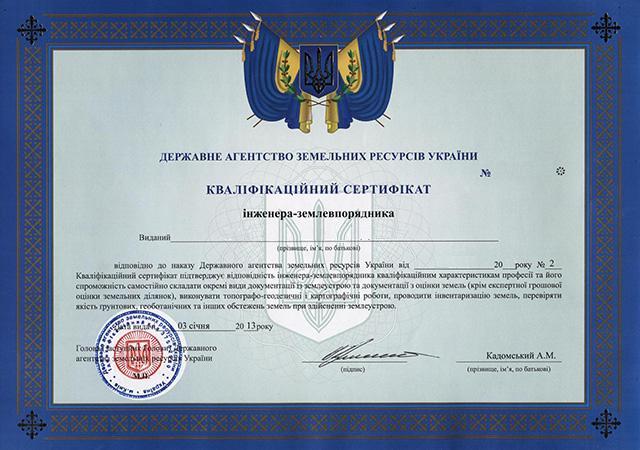 ДЕРЖАВНЕ АГЕНТСТВО ЗЕМЕЛЬНИХ РЕСУРСІВ УКРАЇНИ
№
КВАЛІФІКАЦІЙНИЙ СЕРТИФІКАТ
інженера-землевпорядника
Виданий
(прізвище, ім’я, по батькові)
відповідно до наказу Державного агентства земельних ресурсів України від 20 року № 2
Кваліфікаційний сертифікат підтверджує відповідність інженера-землевпорядника кваліфікаційним характеристикам професії та його
спроможність самостійно складати окремі види документації із землеустрою та документації з оцінки земель (крім експертної грошової
оцінки земельних ділянок), виконувати топографо-геодезичні і картографічні роботи, проводити інвентаризацію земель, перевіряти
якість ґрунтових, геоботанічних та інших обстежень земель при здійсненні землеустрою.
Дата видачі 03 січня 20 13 року
Голова (заступник Голови) Державного
агентства земельних ресурсів України
М.П.
(підпис)
Кадомський А.М.
(прізвище, ім’я, по батькові)